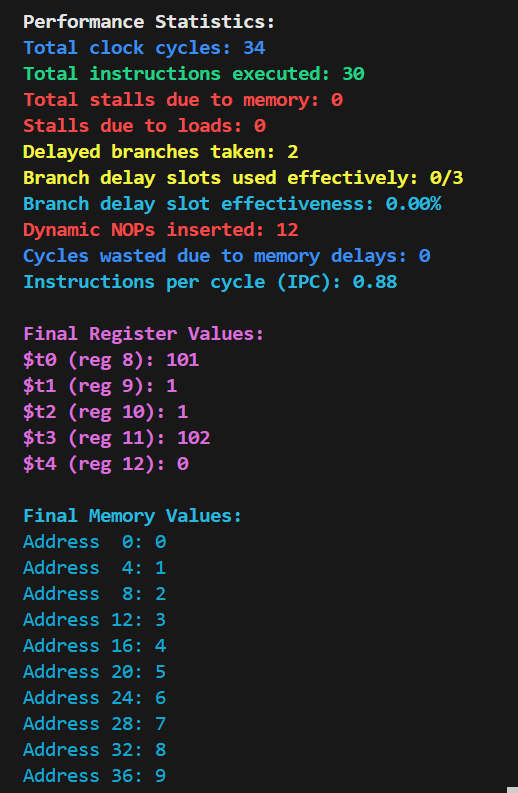 Performance Statistics:
Total clock cycles: 34
Total instructions executed: 30
Total stalls due to memory: 0
Stalls due to loads: 0
Delayed branches taken: 2
Branch delay slots used effectively: 0/3
Branch delay slot effectiveness: 0.00%
Dynamic NOPs inserted: 12
Cycles wasted due to memory delays: 0
Instructions per cycle (IPC): 0.88

Final Register Values:
$t0 (reg 8): 101
$t1 (reg 9): 1
$t2 (reg 10): 1
$t3 (reg 11): 102
$t4 (reg 12): 0

Final Memory Values:
Address  0: 0
Address  4: 1
Address  8: 2
Address 12: 3
Address 16: 4
Address 20: 5
Address 24: 6
Address 28: 7
Address 32: 8
Address 36: 9